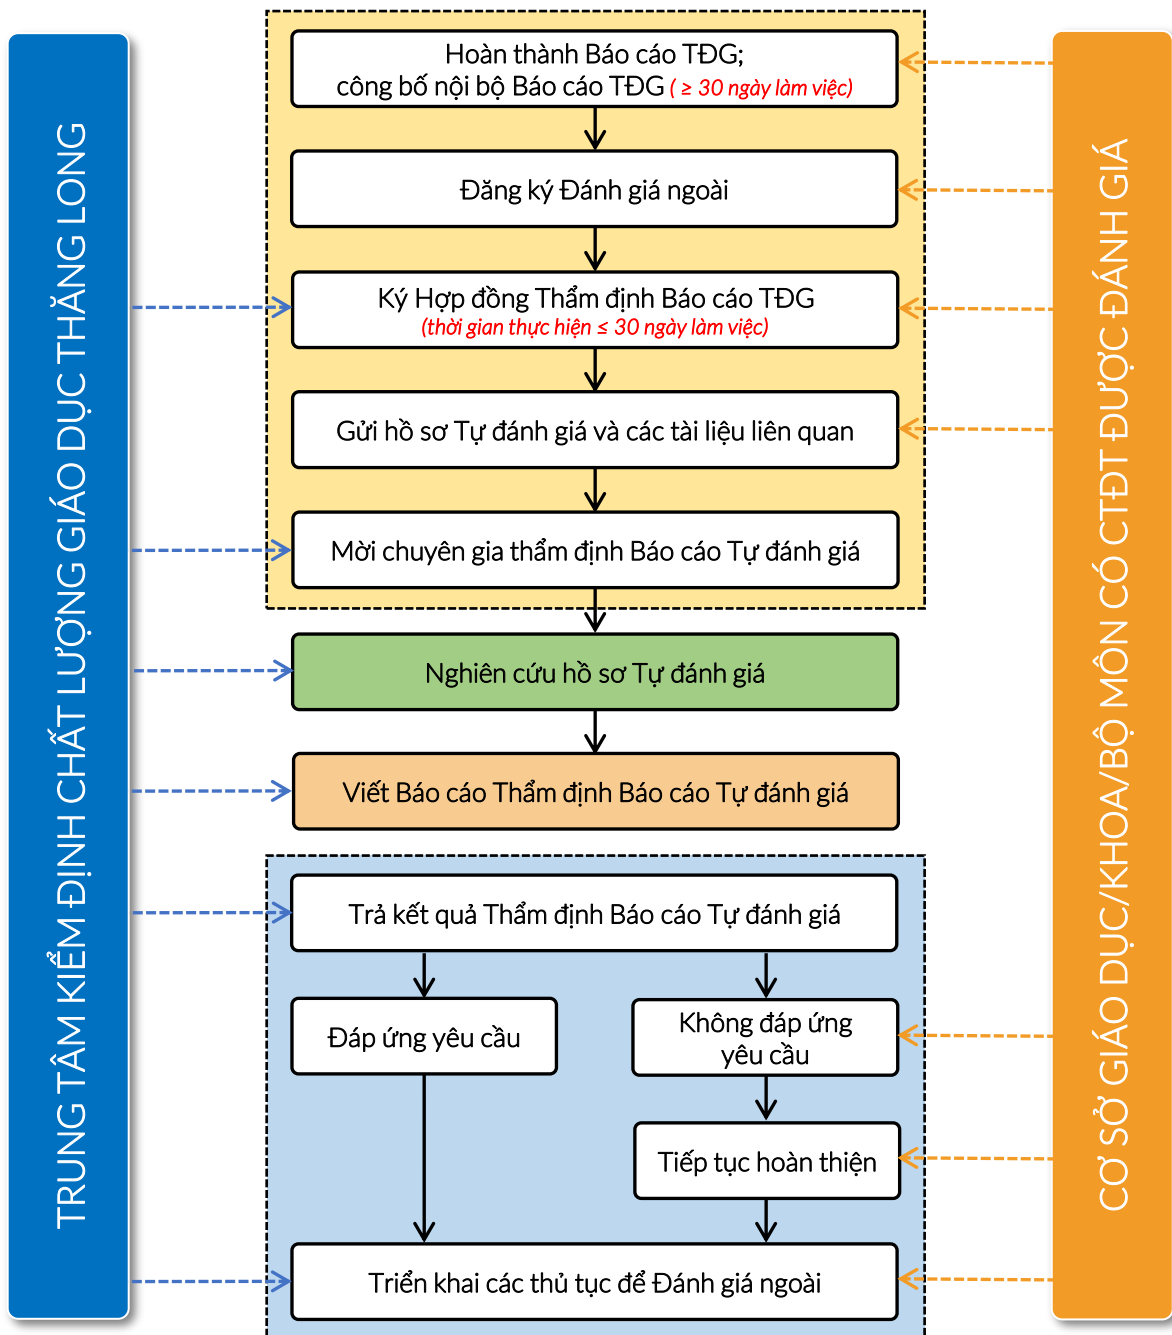 TRUNG TÂM KIỂM ĐỊNH CHẤT LƯỢNG GIÁO DỤC THĂNG LONG
Hoàn thành Báo cáo TĐG;
công bố nội bộ Báo cáo TĐG ( ≥ 30 ngày làm việc)
Đăng ký Đánh giá ngoài
Ký Hợp đồng Thẩm định Báo cáo TĐG
(thời gian thực hiện ≤ 30 ngày làm việc)
Gửi hồ sơ Tự đánh giá và các tài liệu liên quan
Mời chuyên gia thẩm định Báo cáo Tự đánh giá
Nghiên cứu hồ sơ Tự đánh giá
Viết Báo cáo Thẩm định Báo cáo Tự đánh giá
Trả kết quả Thẩm định Báo cáo Tự đánh giá
Đáp ứng yêu cầu
Không đáp ứng
yêu cầu
Tiếp tục hoàn thiện
Triển khai các thủ tục để Đánh giá ngoài
CƠ SỞ GIÁO DỤC/KHOA/BỘ MÔN CÓ CTĐT ĐƯỢC ĐÁNH GIÁ